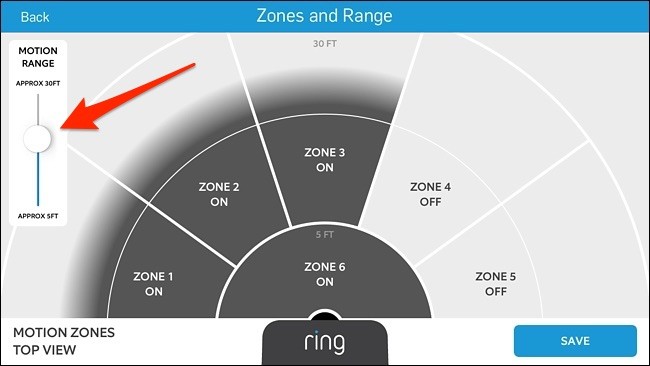 Back
Zones and Range
MOTION
RANGE
APPROX 30FT
APPROX 5FT
30 FT
ZONE 1
ON
ZONE 2
ON
ZONE 3
ON
ZONE 4
OFF
ZONE 5
OFF
5 FT
ZONE 6
ON
MOTION ZONES
TOP VIEW
ring
SAVE